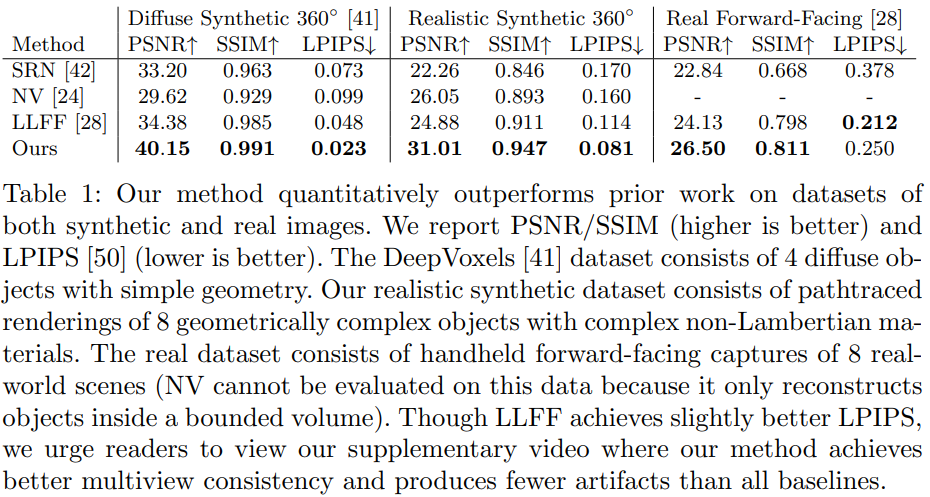 Diffuse Synthetic 360° [41] Realistic Synthetic 360° Real Forward-Facing [28]
Method PSNR↑ SSIM↑ LPIPS↓ PSNR↑ SSIM↑ LPIPS↓ PSNR↑ SSIM↑ LPIPS↓
SRN [42] 33.20 0.963 0.073 22.26 0.846 0.170 22.84 0.668 0.378
NV [24] 29.62 0.929 0.099 26.05 0.893 0.160 - - -
LLFF [28] 34.38 0.985 0.048 24.88 0.911 0.114 24.13 0.798 0.212
Ours 40.15 0.991 0.023 31.01 0.947 0.081 26.50 0.811 0.250
Table 1: Our method quantitatively outperforms prior work on datasets of
both synthetic and real images. We report PSNR/SSIM (higher is better) and
LPIPS [50] (lower is better). The DeepVoxels [41] dataset consists of 4 diffuse ob-
jects with simple geometry. Our realistic synthetic dataset consists of pathtraced
renderings of 8 geometrically complex objects with complex non-Lambertian ma-
terials. The real dataset consists of handheld forward-facing captures of 8 real-
world scenes (NV cannot be evaluated on this data because it only reconstructs
objects inside a bounded volume). Though LLFF achieves slightly better LPIPS,
we urge readers to view our supplementary video where our method achieves
better multiview consistency and produces fewer artifacts than all baselines.